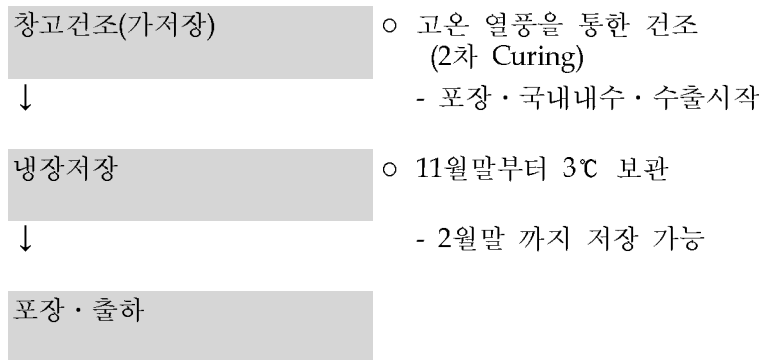 창고건조(가저장)
○ 고온 열풍을 통한 건조
(2차 Curing)
↓
- 포장・국내내수・수출시작
냉장저장
○ 11월말부터 3℃ 보관
↓
- 2월말 까지 저장 가능
포장・출하